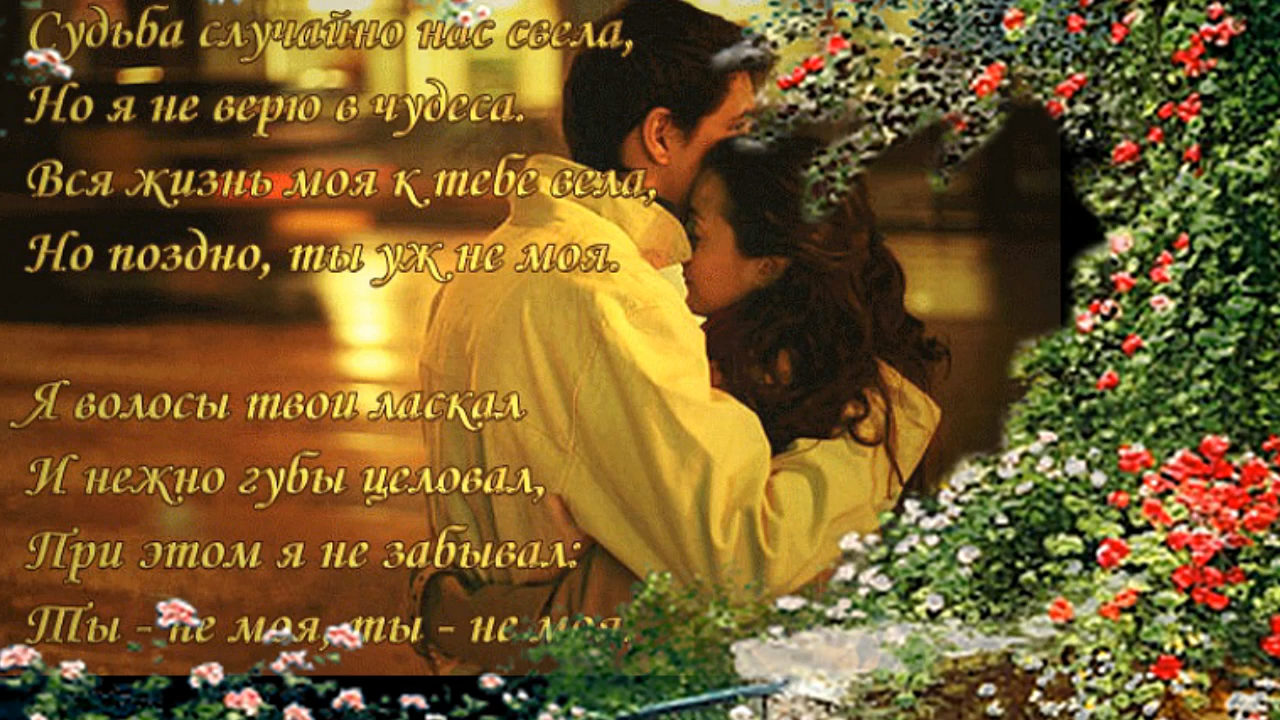 Судьба случайно нас свела,
Но я не верю в чудеса.
Вся жизнь моя к тебе вела,
Но поздно, ты уж не моя.
Я волосы твои ласкал
И нежно губы целовал,
При этом я не забывал:
Ты - не моя, ты - не моя.